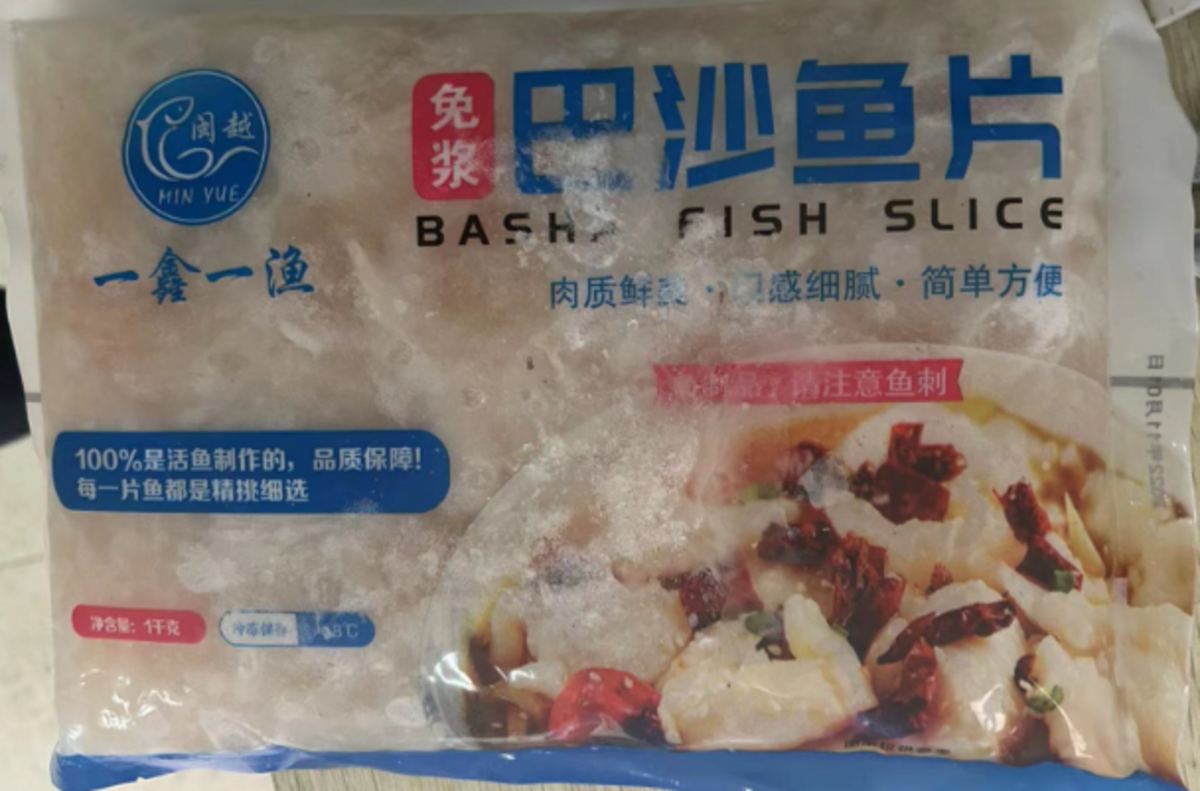 闽越
MIN YUE
一鑫一渔
免浆
巴沙鱼片
BASHA FISH SLICE
肉质鲜爽·口感细腻·简单方便
请注意鱼刺
100%是活鱼制作的，品质保障!
每一片鱼都是精挑细选
净含量：1千克